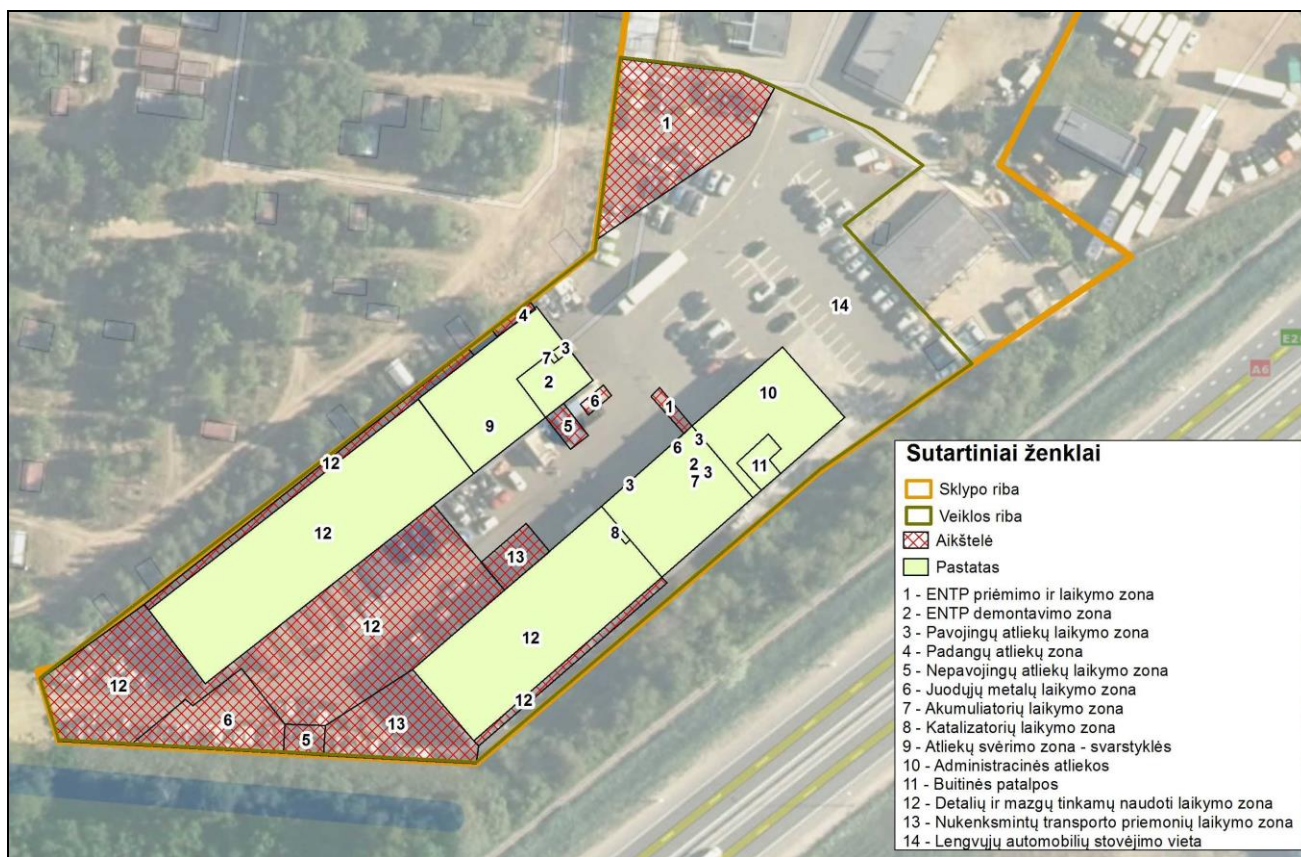 1
14
4
7
3
2
6
5
9
1
10
3
6
2
3
7
11
3
8
12
12
13
12
12
12
12
6
5
13
E2
A6
Sutartiniai ženklai
Sklypo riba
Veiklos riba
Aikštelė
Pastatas
1 - ENTP priėmimo ir laikymo zona
2 - ENTP demontavimo zona
3 - Pavojingų atliekų laikymo zona
4 - Padangų atliekų zona
5 - Nepavojingų atliekų laikymo zona
6 - Juodųjų metalų laikymo zona
7 - Akumuliatorių laikymo zona
8 - Katalizatorių laikymo zona
9 - Atliekų svėrimo zona - svarstyklės
10 - Administracinės atliekos
11 - Buitinės patalpos
12 - Detalių ir mazgų tinkamų naudoti laikymo zona
13 - Nukenksmintų transporto priemonių laikymo zona
14 - Lengvųjų automobilių stovėjimo vieta